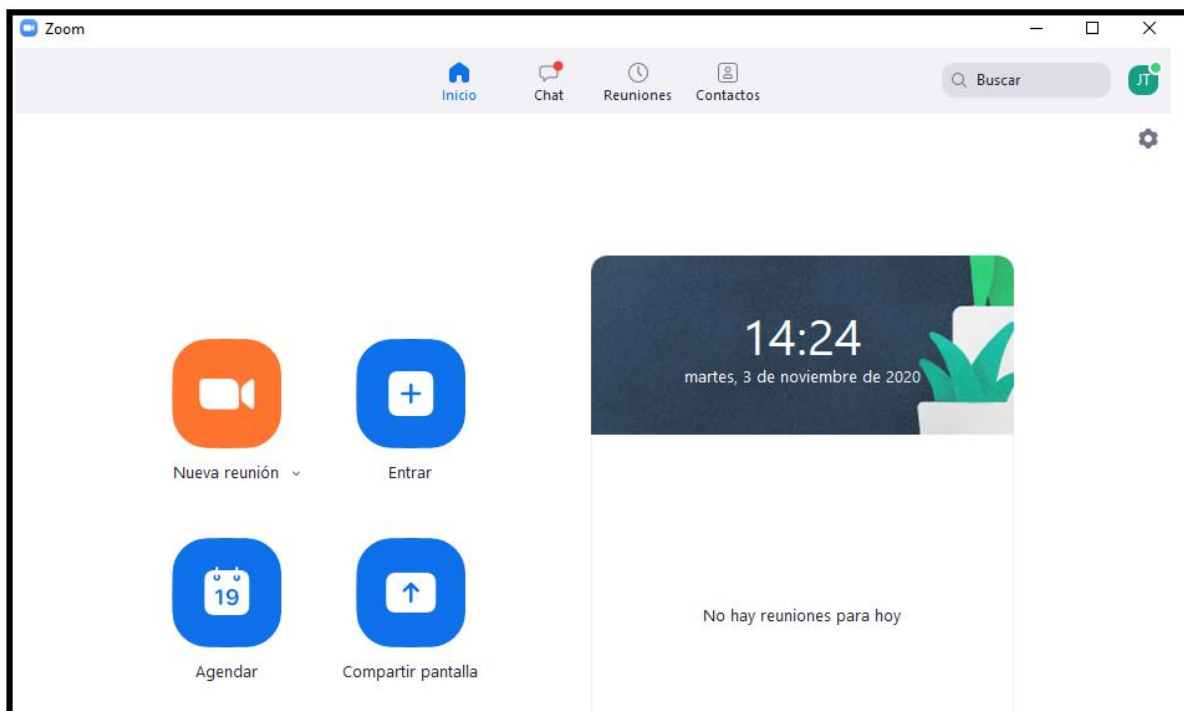 Zoom
Inicio
Chat
Reuniones
Contactos
Buscar
JT
14:24
martes, 3 de noviembre de 2020
Nueva reunión
Entrar
19
Agendar
Compartir pantalla
No hay reuniones para hoy